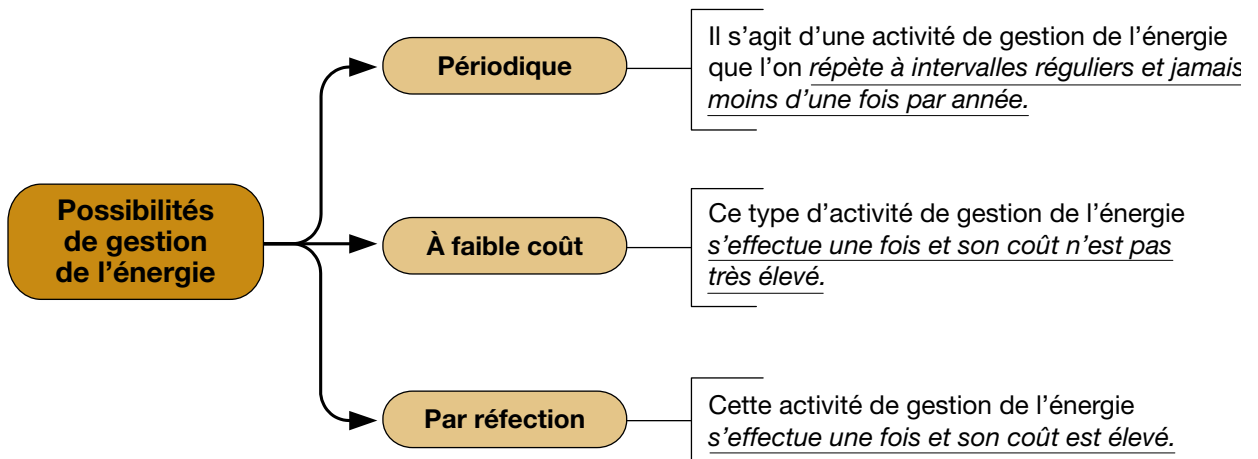 Possibilités
de gestion
de l'énergie
Périodique
Il s'agit d'une activité de gestion de l'énergie
que l'on répète à intervalles réguliers et jamais
moins d'une fois par année.
À faible coût
Ce type d'activité de gestion de l'énergie
s'effectue une fois et son coût n'est pas
très élevé.
Par réfection
Cette activité de gestion de l'énergie
s'effectue une fois et son coût est élevé.